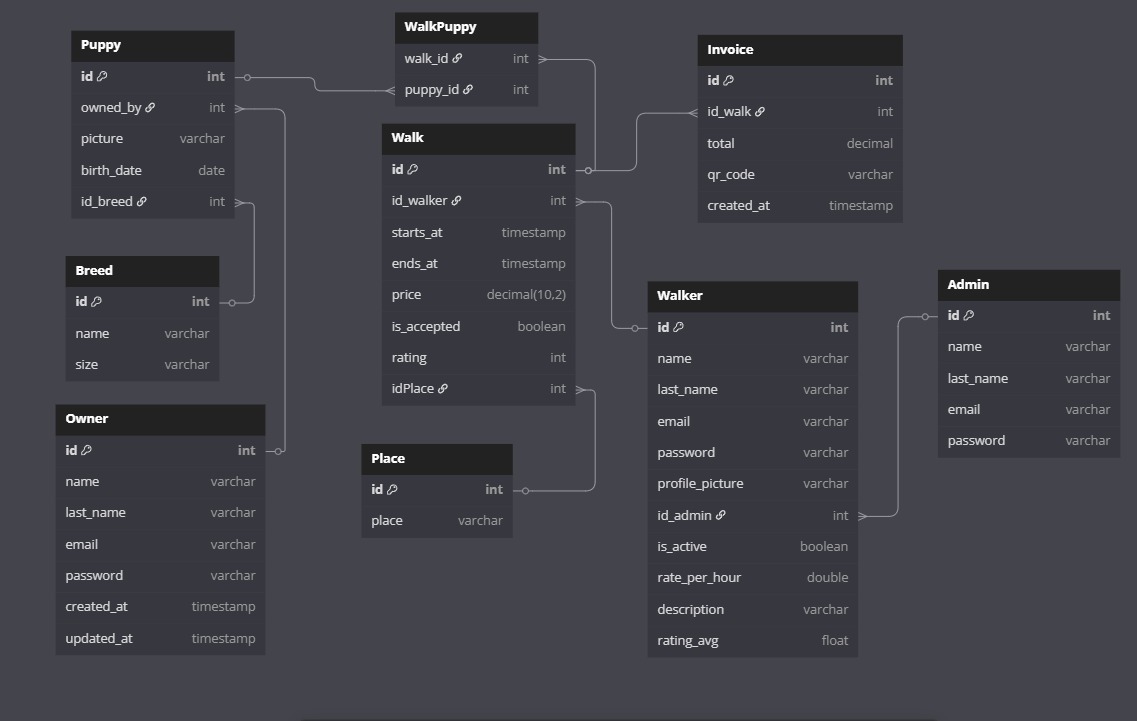 Puppy
id int
owned_by int
picture varchar
birth_date date
id_breed int
Breed
id int
name varchar
size varchar
Owner
id int
name varchar
last_name varchar
email varchar
password varchar
created_at timestamp
updated_at timestamp
WalkPuppy
walk_id int
puppy_id int
Walk
id int
id_walker int
starts_at timestamp
ends_at timestamp
price decimal(10,2)
is_accepted boolean
rating int
idPlace int
Place
id int
place varchar
Invoice
id int
id_walk int
total decimal
qr_code varchar
created_at timestamp
Walker
id int
name varchar
last_name varchar
email varchar
password varchar
profile_picture varchar
id_admin int
is_active boolean
rate_per_hour double
description varchar
rating_avg float
Admin
id int
name varchar
last_name varchar
email varchar
password varchar